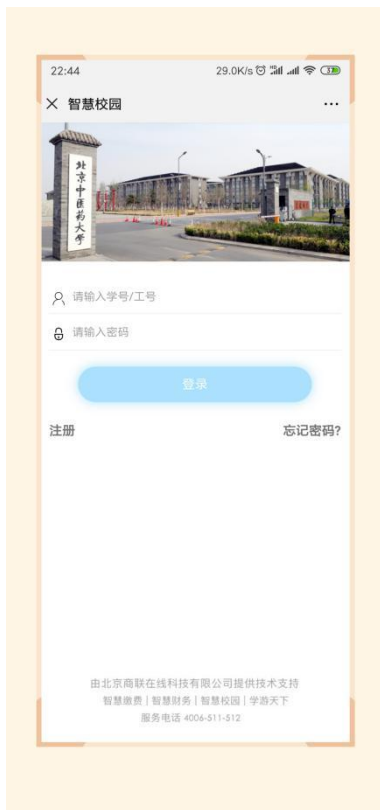 22:44
29.0K/s
智慧校园
北京中医药大学
请输入学号/工号
请输入密码
登录
注册
忘记密码?
由北京商联在线科技有限公司提供技术支持
智慧缴费 | 智慧财务 | 智慧校园 | 学游天下
服务电话 4006-511-512